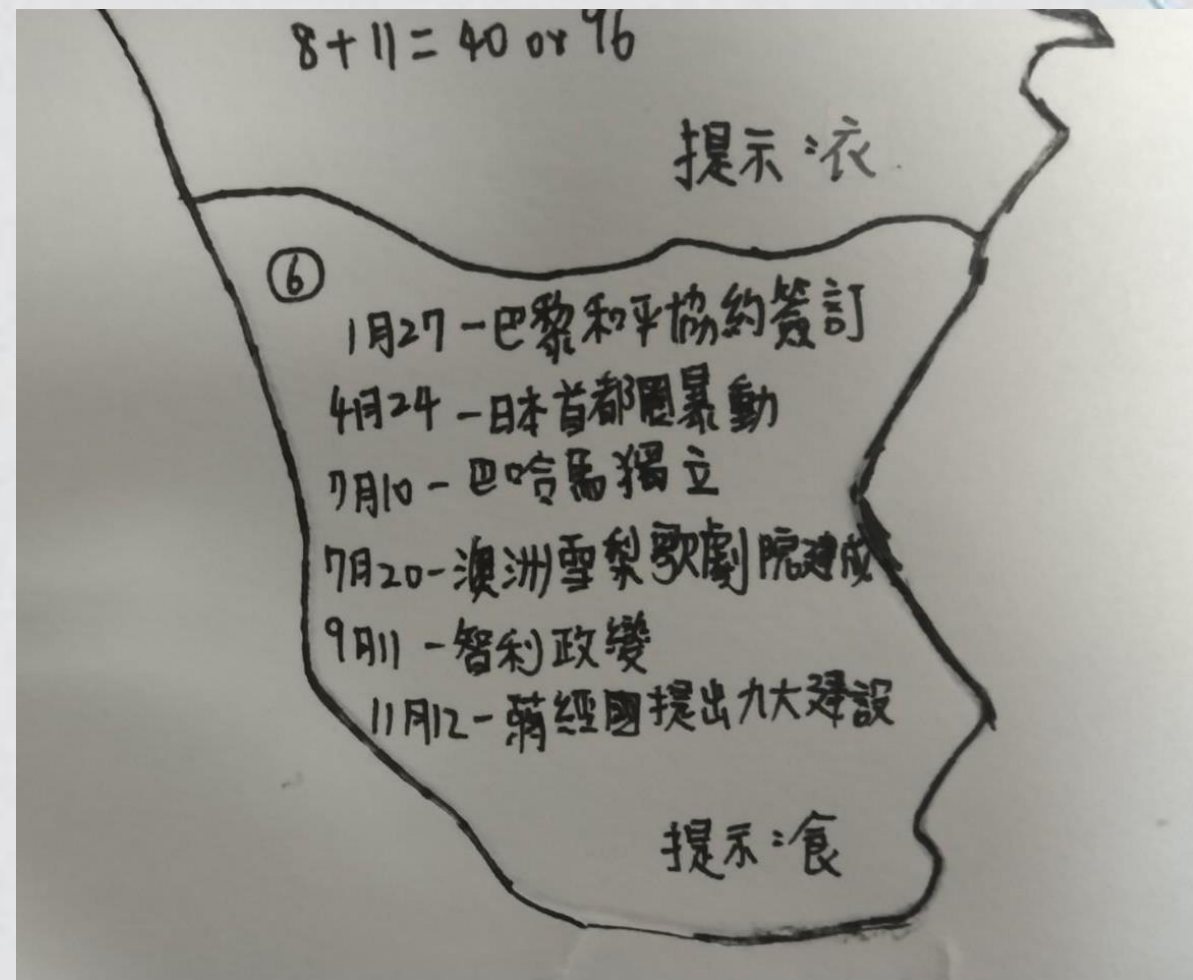 8+11=40 or 96
提示:衣
⑥
1月27-巴黎和平協約簽訂
4月24-日本首都圈暴動
7月10-巴哈馬獨立
7月20-澳洲雪梨歌劇院建成
9月11-智利政變
11月12-蔣經國提出九大建設
提示:食